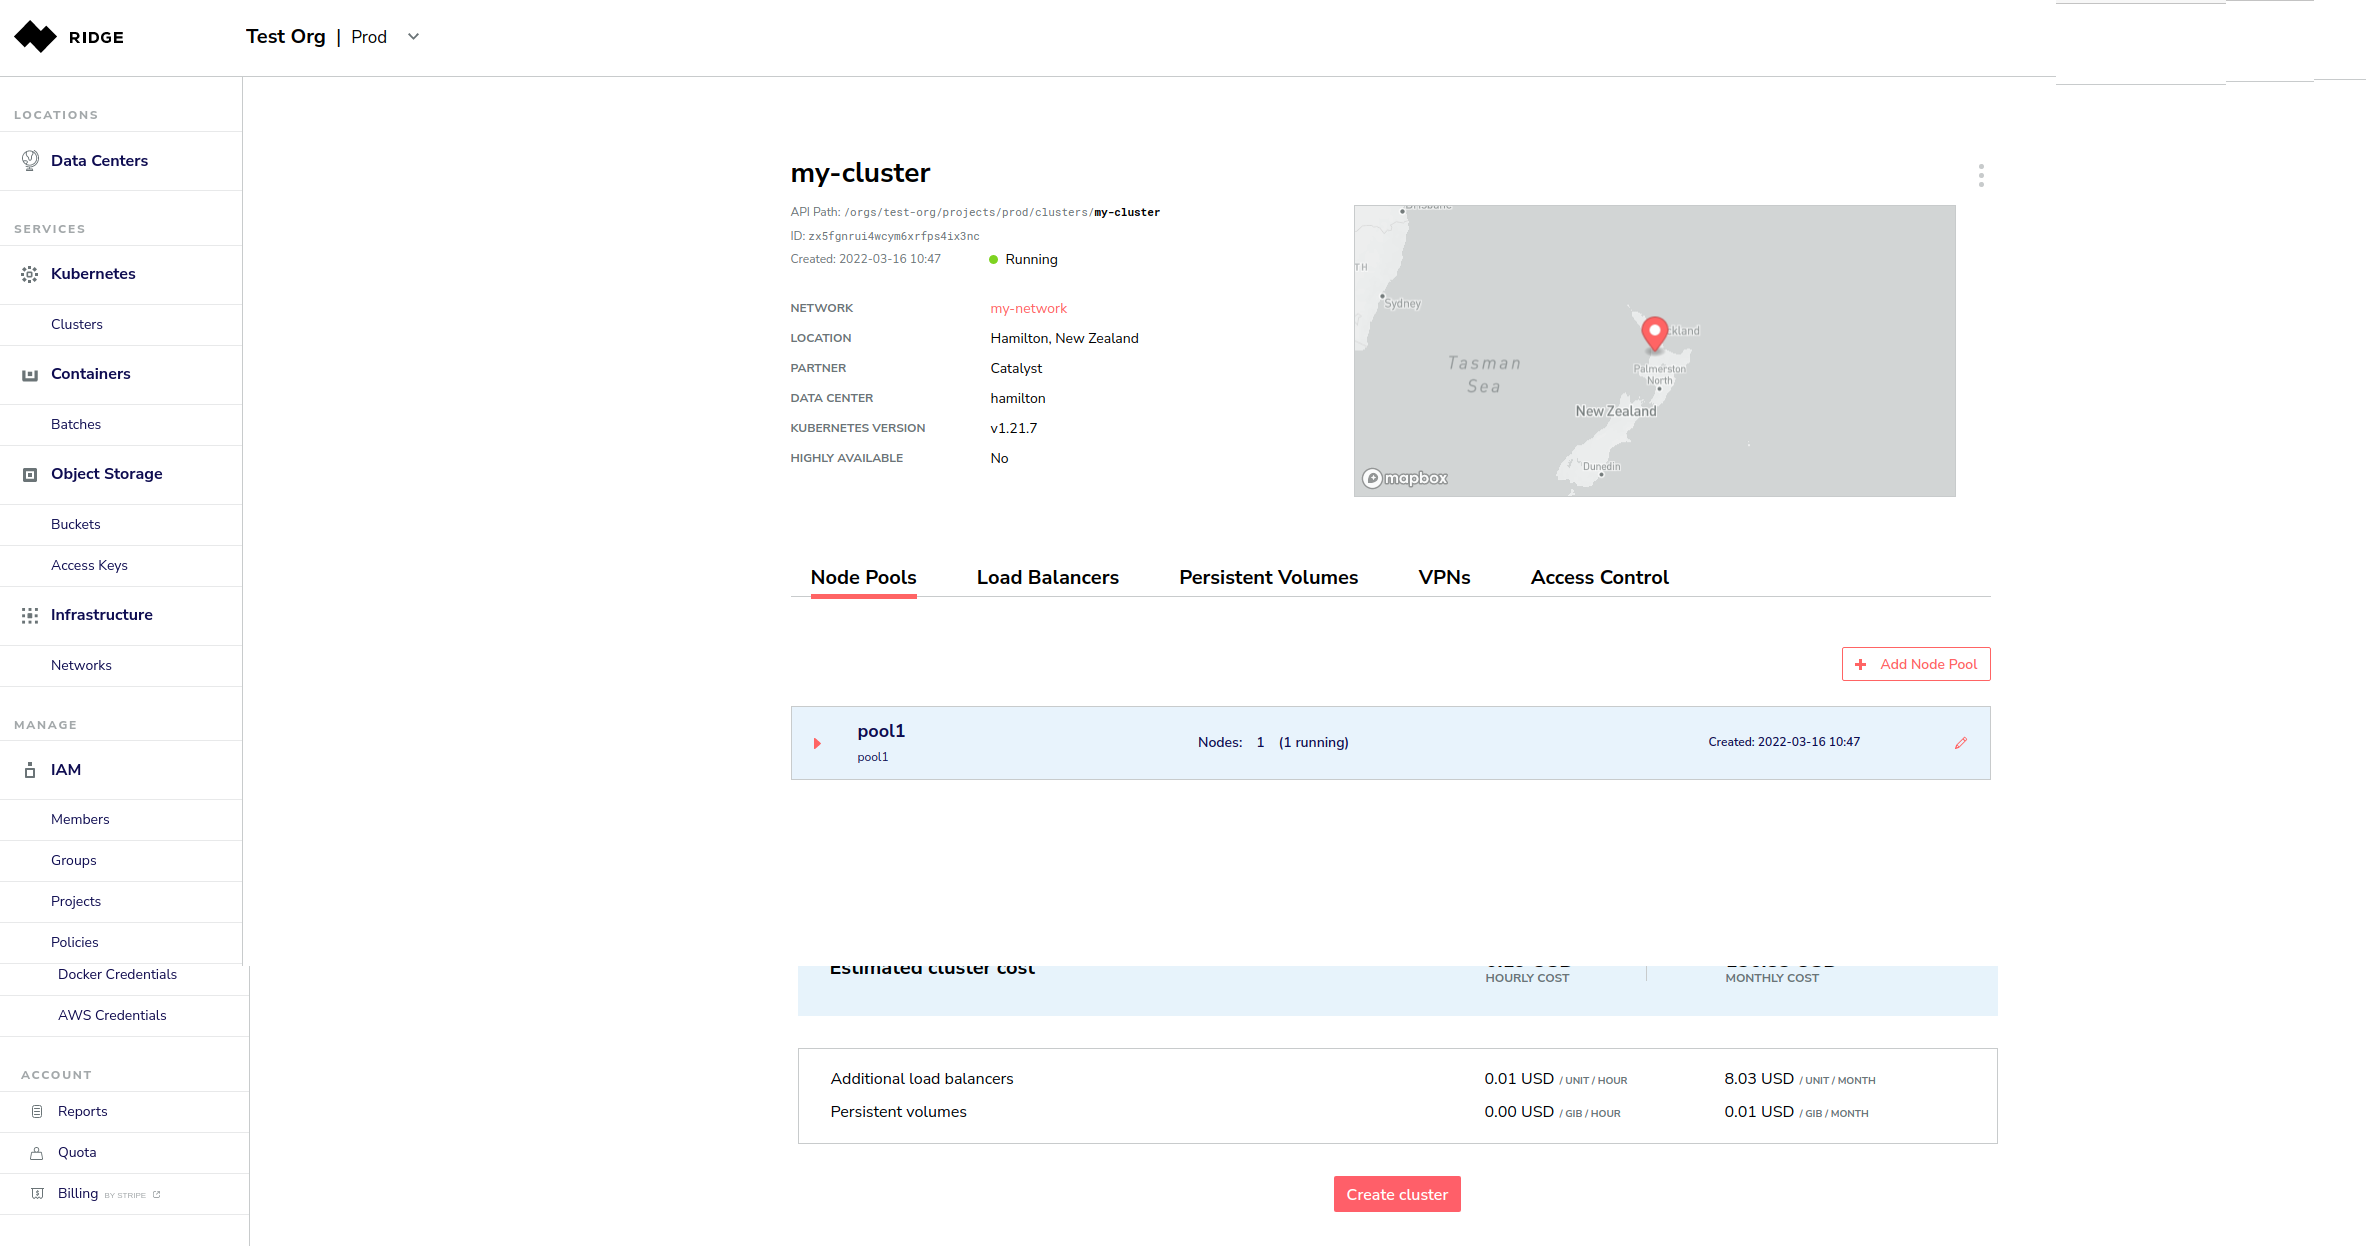 RIDGE
Test Org | Prod
LOCATIONS
Data Centers
SERVICES
Kubernetes
Clusters
Containers
Batches
Object Storage
Buckets
Access Keys
Infrastructure
Networks
MANAGE
IAM
Members
Groups
Projects
Policies
Docker Credentials
AWS Credentials
ACCOUNT
Reports
Quota
Billing BY STRIPE
my-cluster
API Path: /orgs/test-org/projects/prod/clusters/my-cluster
ID: zx5fgnrui4wcym6xrfps4ix3nc
Created: 2022-03-16 10:47 Running
NETWORK my-network
LOCATION Hamilton, New Zealand
PARTNER Catalyst
DATA CENTER hamilton
KUBERNETES VERSION v1.21.7
HIGHLY AVAILABLE No
TH
Sydney
ckland
Tasman
Sea
Palmerston
North
New Zealand
Dunedin
mapbox
Node Pools Load Balancers Persistent Volumes VPNs Access Control
+ Add Node Pool
pool1
pool1
Nodes: 1 (1 running)
Created: 2022-03-16 10:47
Estimated cluster cost
HOURLY COST MONTHLY COST
Additional load balancers 0.01 USD / UNIT / HOUR 8.03 USD / UNIT / MONTH
Persistent volumes 0.00 USD / GIB / HOUR 0.01 USD / GIB / MONTH
Create cluster